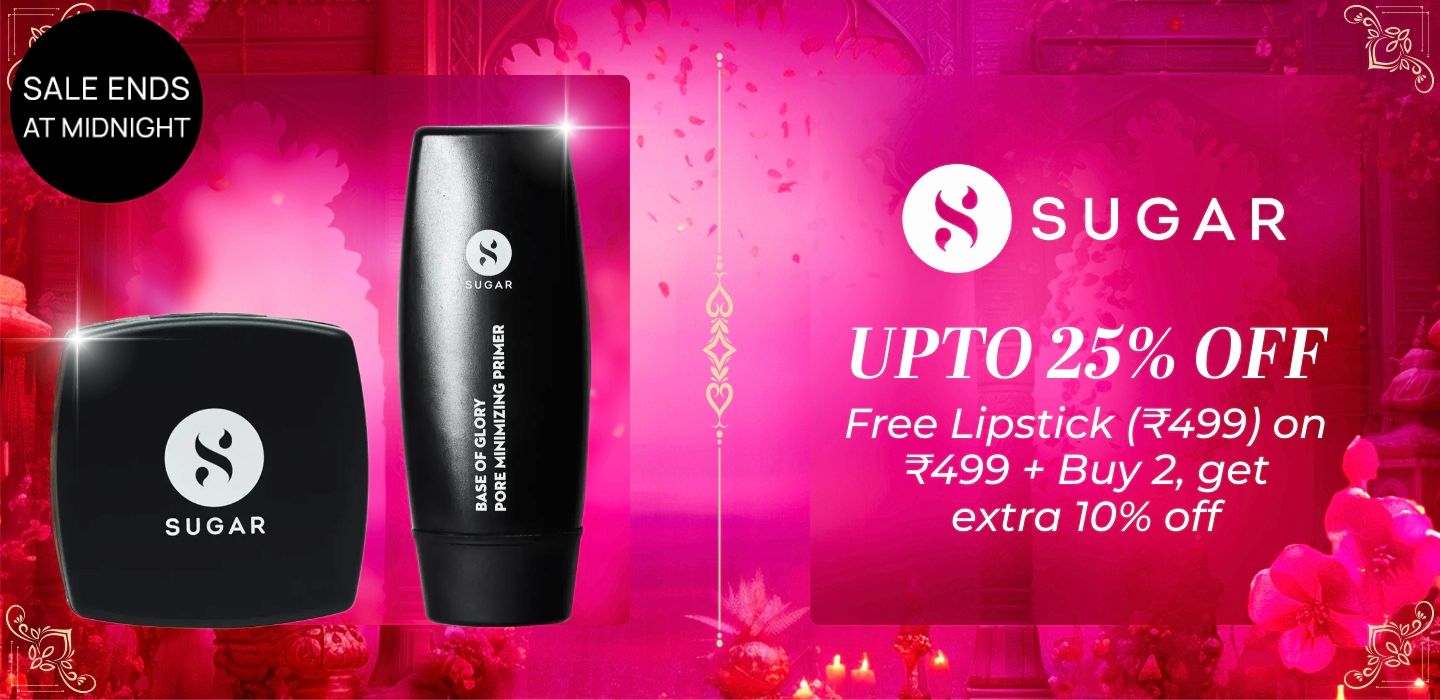 SALE ENDS
AT MIDNIGHT
SUGAR
SUGAR
BASE OF GLORY
PORE MINIMIZING PRIMER
SUGAR
UPTO 25% OFF
Free Lipstick (₹499) on
₹499 + Buy 2, get
extra 10% off